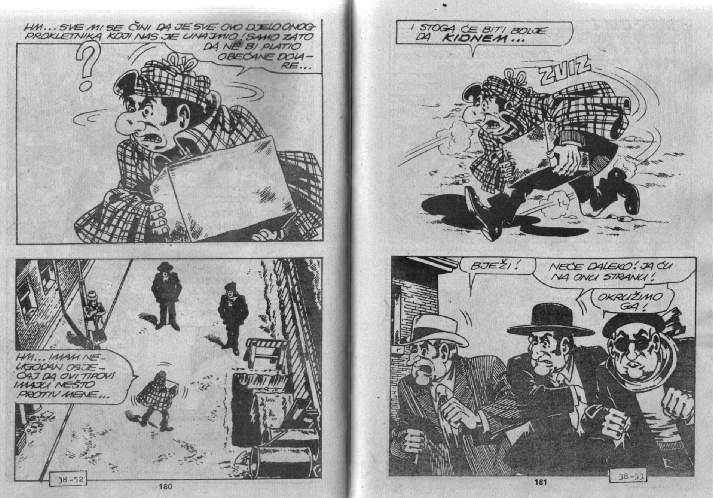 HM... SVE MI SE ČINI DA JE SVE OVO DJELO ONOG
PROKLETNIKA KOJI NAS JE UNAJMIO! SAMO ZATO
DA NE BI PLATIO
OBEĆANE DOLA-
RE...
?
HM... IMAM NE-
UGODAN OSJE-
ĆAJ DA OVI TIPOVI
IMAJU NEŠTO
PROTIV MENE...
38-52
180
I STOGA ĆE BITI BOLJE
DA KIDNEM...
ZVIZ
BJEŽI!
NEĆE DALEKO! JA ĆU
NA ONU STRANU!
OKRUŽIMO
GA!
181
38-53